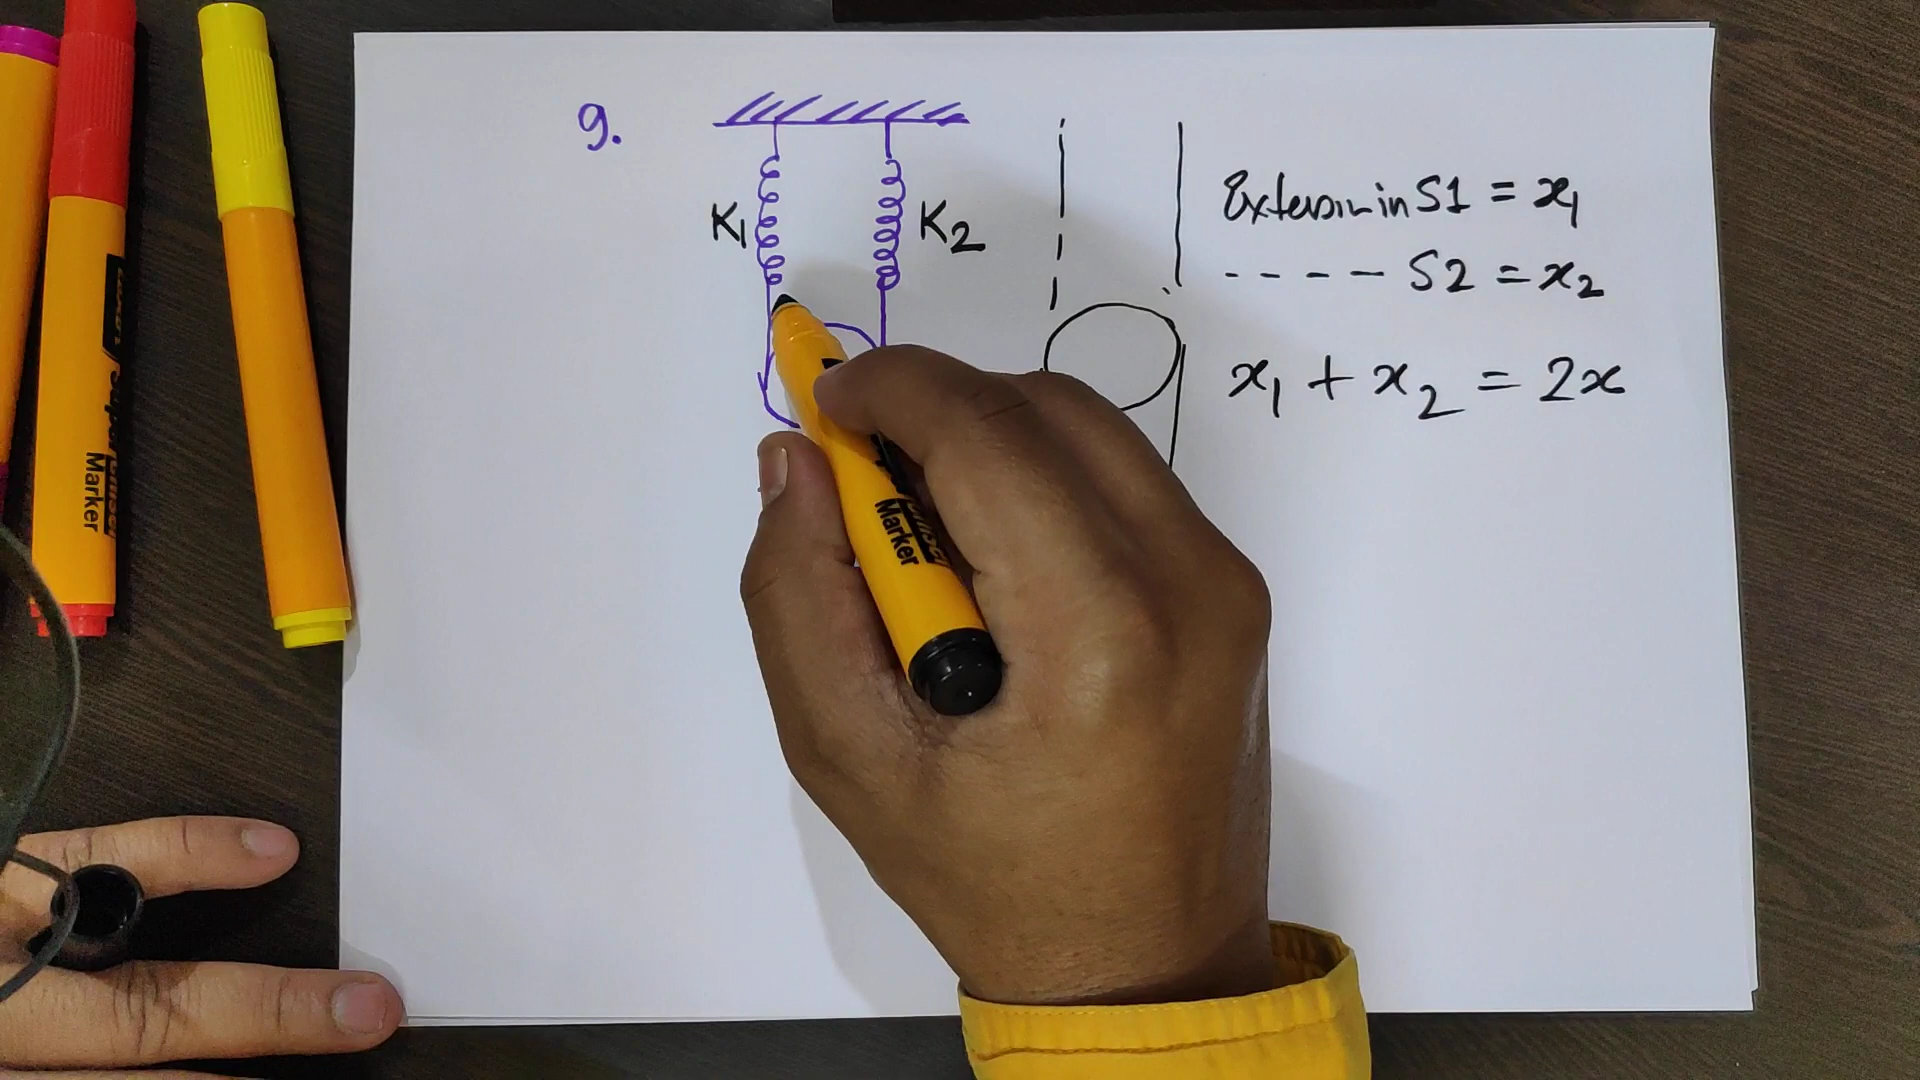 9.
K1
K2
Extension in S1 = x1
---- S2 = x2
x1 + x2 = 2x
Marker
Marker